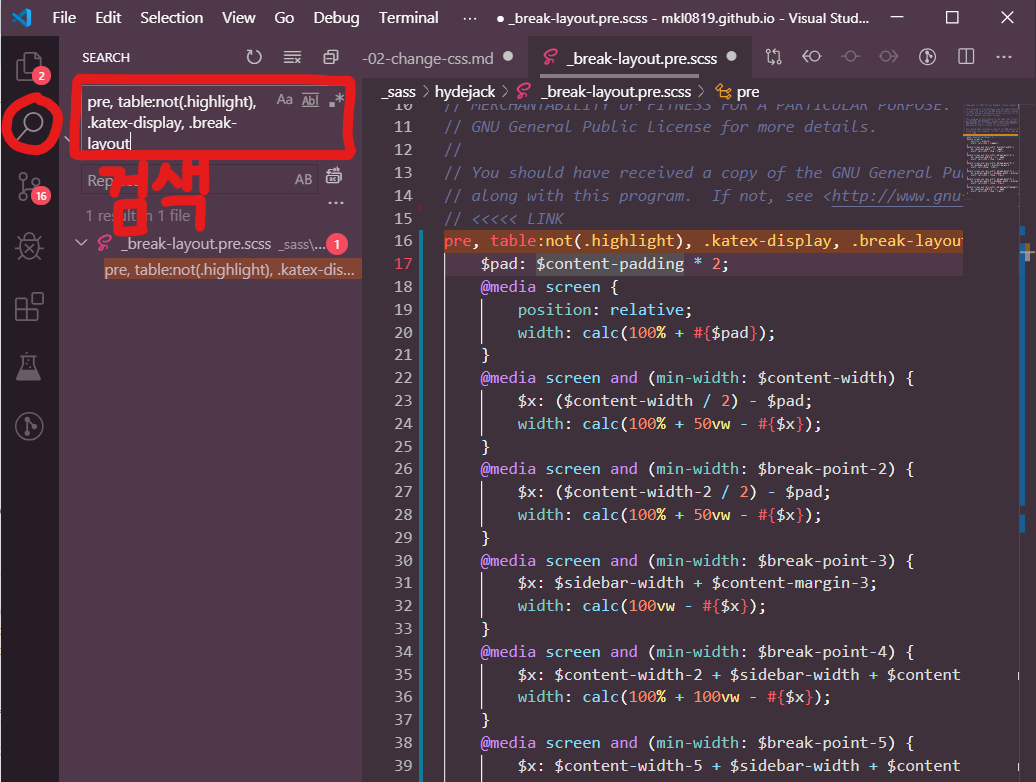 File Edit Selection View Go Debug Terminal ··· ● _break-layout.pre.scss - mkl0819.github.io - Visual Stud...
SEARCH
-02-change-css.md ●
_break-layout.pre.scss ●
2
pre, table:not(.highlight),
.katex-display, .break-
layout
Aa Abl .*
검색
AB
16
1 result in 1 file
_break-layout.pre.scss _sass\... 1
pre, table:not(.highlight), .katex-dis...
_sass > hydejack > _break-layout.pre.scss > pre
10 // MERCHANTABILITY or FITNESS FOR A PARTICULAR PURPOSE.
11 // GNU General Public License for more details.
12 //
13 // You should have received a copy of the GNU General Pu
14 // along with this program.  If not, see <http://www.gnu
15 // <<<<< LINK
16 pre, table:not(.highlight), .katex-display, .break-layou
17 $pad: $content-padding * 2;
18 @media screen {
19 position: relative;
20 width: calc(100% + #{$pad});
21 }
22 @media screen and (min-width: $content-width) {
23 $x: ($content-width / 2) - $pad;
24 width: calc(100% + 50vw - #{$x});
25 }
26 @media screen and (min-width: $break-point-2) {
27 $x: ($content-width-2 / 2) - $pad;
28 width: calc(100% + 50vw - #{$x});
29 }
30 @media screen and (min-width: $break-point-3) {
31 $x: $sidebar-width + $content-margin-3;
32 width: calc(100vw - #{$x});
33 }
34 @media screen and (min-width: $break-point-4) {
35 $x: $content-width-2 + $sidebar-width + $content
36 width: calc(100% + 100vw - #{$x});
37 }
38 @media screen and (min-width: $break-point-5) {
39 $x: $content-width-5 + $sidebar-width + $content